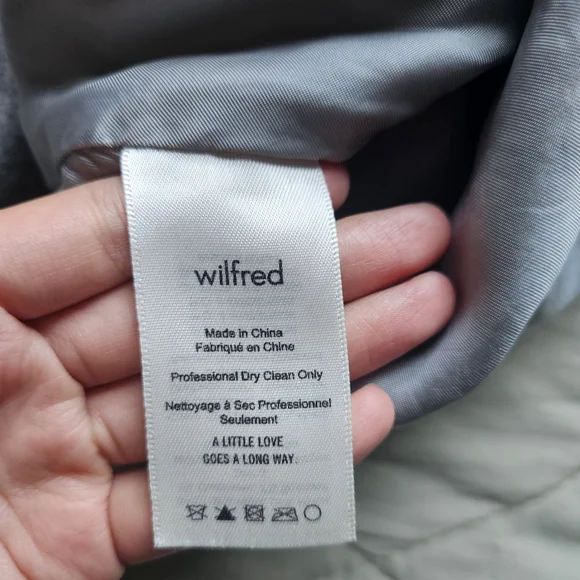 wilfred
Made in China
Fabriqué en Chine
Professional Dry Clean Only
Nettoyage à Sec Professionnel
Seulement
A LITTLE LOVE
GOES A LONG WAY.